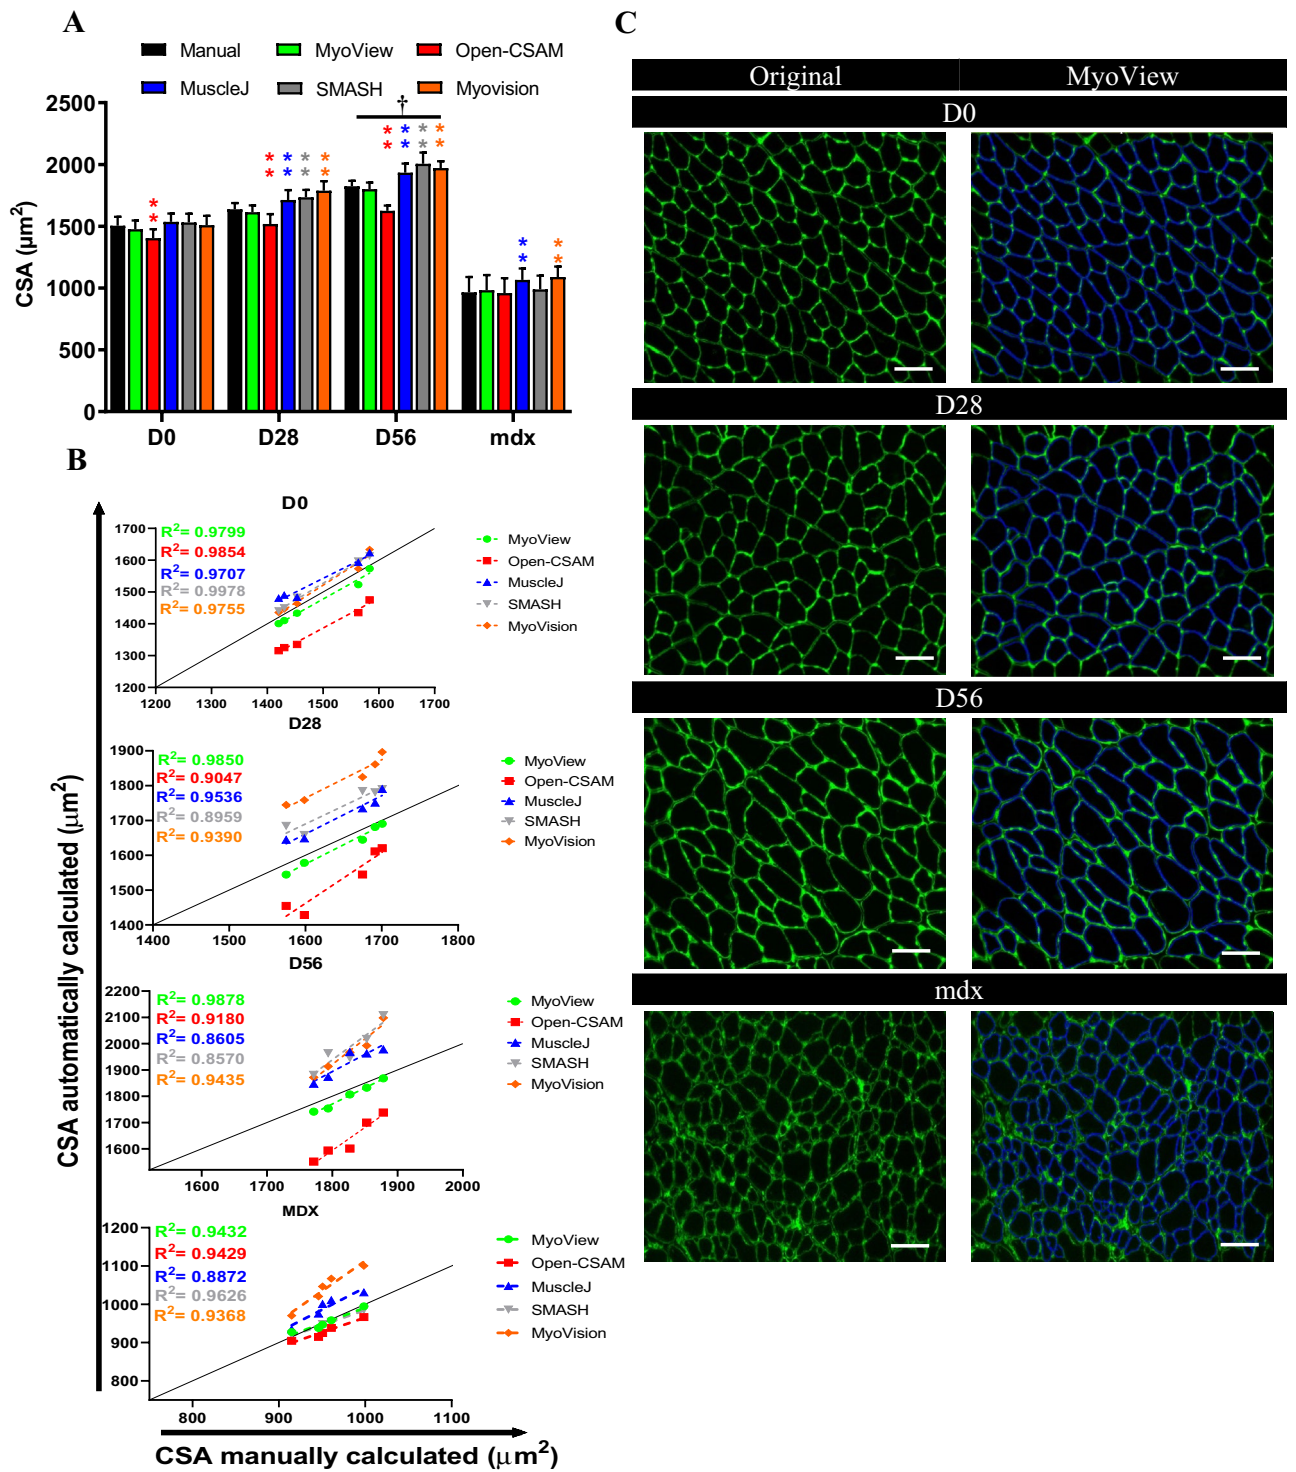 A
Manual MyoView Open-CSAM
MuscleJ SMASH Myovision
CSA (µm²)
2500
2000
1500
1000
500
0
†
* * * * * * * * *
* * * * * * * * *
* *
* *
D0 D28 D56 mdx
B
CSA automatically calculated (µm²)
D0
1700
1600
1500
1400
1300
1200
R²= 0.9799
R²= 0.9854
R²= 0.9707
R²= 0.9978
R²= 0.9755
MyoView
Open-CSAM
MuscleJ
SMASH
MyoVision
1200 1300 1400 1500 1600 1700
D28
1900
1800
1700
1600
1500
1400
R²= 0.9850
R²= 0.9047
R²= 0.9536
R²= 0.8959
R²= 0.9390
MyoView
Open-CSAM
MuscleJ
SMASH
MyoVision
1400 1500 1600 1700 1800
D56
2200
2100
2000
1900
1800
1700
1600
R²= 0.9878
R²= 0.9180
R²= 0.8605
R²= 0.8570
R²= 0.9435
MyoView
Open-CSAM
MuscleJ
SMASH
MyoVision
1600 1700 1800 1900 2000
MDX
1200
1100
1000
900
800
R²= 0.9432
R²= 0.9429
R²= 0.8872
R²= 0.9626
R²= 0.9368
MyoView
Open-CSAM
MuscleJ
SMASH
MyoVision
800 900 1000 1100
CSA manually calculated (µm²)
C
Original MyoView
D0
D28
D56
mdx